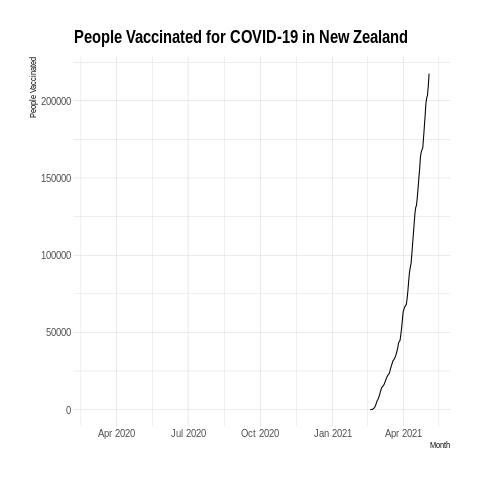 People Vaccinated for COVID-19 in New Zealand
People Vaccinated
200000
150000
100000
50000
0
Apr 2020
Jul 2020
Oct 2020
Jan 2021
Apr 2021
Month